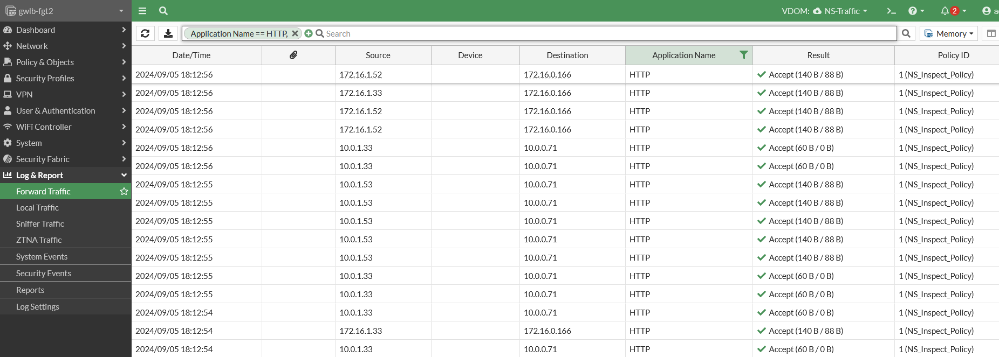 gwlb-fgt2
VDOM: NS-Traffic
>_
?
2
Dashboard
Network
Policy & Objects
Security Profiles
VPN
User & Authentication
WiFi Controller
System
Security Fabric
Log & Report
Forward Traffic
Local Traffic
Sniffer Traffic
ZTNA Traffic
System Events
Security Events
Reports
Log Settings
Application Name == HTTP, Search Memory
Date/Time Source Device Destination Application Name Result Policy ID
2024/09/05 18:12:56 172.16.1.52 172.16.0.166 HTTP Accept (140 B / 88 B) 1 (NS_Inspect_Policy)
2024/09/05 18:12:56 172.16.1.33 172.16.0.166 HTTP Accept (140 B / 88 B) 1 (NS_Inspect_Policy)
2024/09/05 18:12:56 172.16.1.52 172.16.0.166 HTTP Accept (140 B / 88 B) 1 (NS_Inspect_Policy)
2024/09/05 18:12:56 172.16.1.52 172.16.0.166 HTTP Accept (140 B / 88 B) 1 (NS_Inspect_Policy)
2024/09/05 18:12:56 10.0.1.33 10.0.0.71 HTTP Accept (60 B / 0 B) 1 (NS_Inspect_Policy)
2024/09/05 18:12:56 10.0.1.33 10.0.0.71 HTTP Accept (60 B / 0 B) 1 (NS_Inspect_Policy)
2024/09/05 18:12:55 10.0.1.53 10.0.0.71 HTTP Accept (140 B / 88 B) 1 (NS_Inspect_Policy)
2024/09/05 18:12:55 10.0.1.53 10.0.0.71 HTTP Accept (140 B / 88 B) 1 (NS_Inspect_Policy)
2024/09/05 18:12:55 10.0.1.53 10.0.0.71 HTTP Accept (140 B / 88 B) 1 (NS_Inspect_Policy)
2024/09/05 18:12:55 10.0.1.53 10.0.0.71 HTTP Accept (140 B / 88 B) 1 (NS_Inspect_Policy)
2024/09/05 18:12:55 10.0.1.53 10.0.0.71 HTTP Accept (140 B / 88 B) 1 (NS_Inspect_Policy)
2024/09/05 18:12:55 10.0.1.33 10.0.0.71 HTTP Accept (60 B / 0 B) 1 (NS_Inspect_Policy)
2024/09/05 18:12:55 10.0.1.33 10.0.0.71 HTTP Accept (60 B / 0 B) 1 (NS_Inspect_Policy)
2024/09/05 18:12:54 10.0.1.33 10.0.0.71 HTTP Accept (60 B / 0 B) 1 (NS_Inspect_Policy)
2024/09/05 18:12:54 172.16.1.33 172.16.0.166 HTTP Accept (140 B / 88 B) 1 (NS_Inspect_Policy)
2024/09/05 18:12:54 10.0.1.33 10.0.0.71 HTTP Accept (60 B / 0 B) 1 (NS_Inspect_Policy)